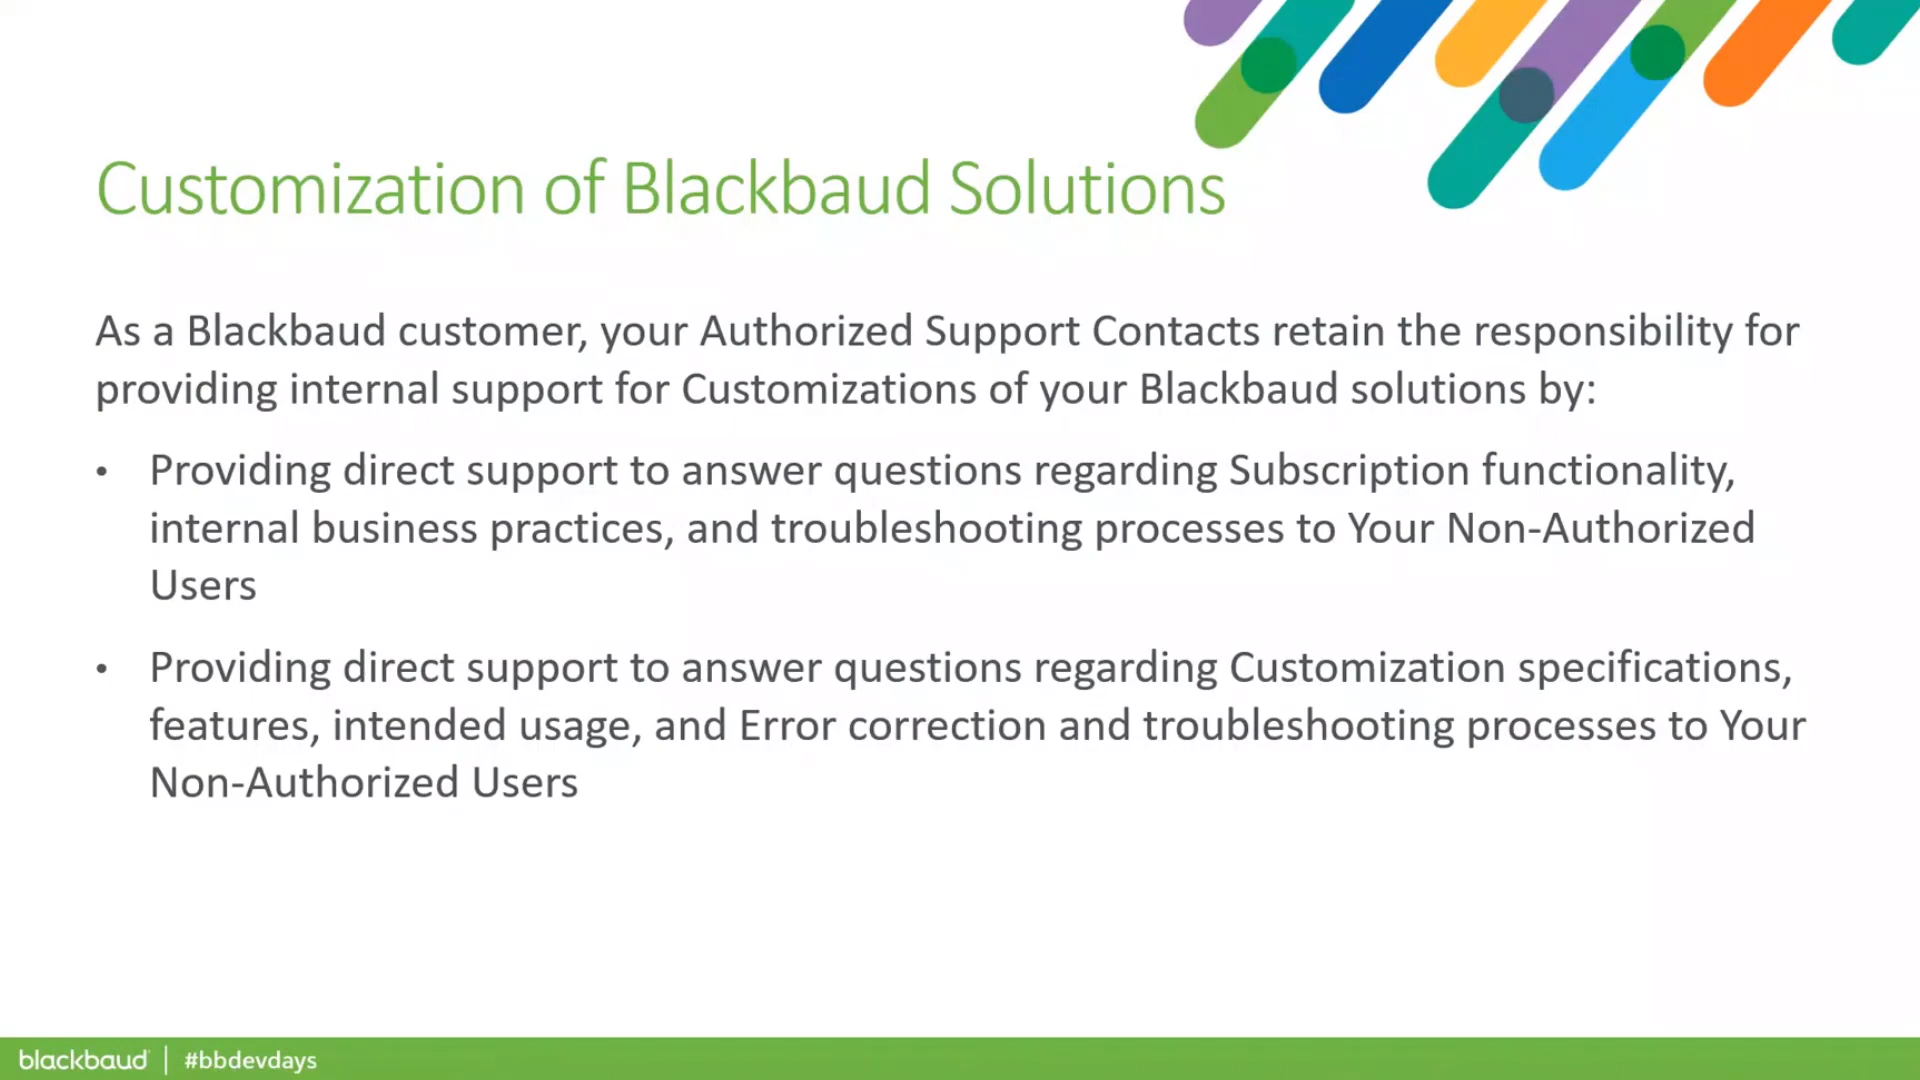 Customization of Blackbaud Solutions
As a Blackbaud customer, your Authorized Support Contacts retain the responsibility for
providing internal support for Customizations of your Blackbaud solutions by:
• Providing direct support to answer questions regarding Subscription functionality,
internal business practices, and troubleshooting processes to Your Non-Authorized
Users
• Providing direct support to answer questions regarding Customization specifications,
features, intended usage, and Error correction and troubleshooting processes to Your
Non-Authorized Users
blackbaud | #bbdevdays